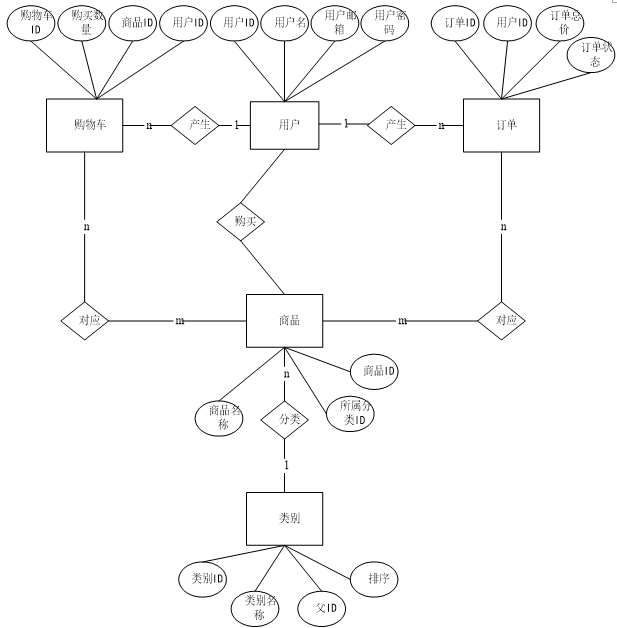 购物车
ID
购买数
量
商品ID
用户ID
用户ID
用户名
用户邮
箱
用户密
码
订单ID
用户ID
订单总
价
订单状
态
购物车
n
产生
1
用户
1
产生
n
订单
n
购买
n
对应
m
商品
m
对应
n
商品ID
商品名
称
分类
所属分
类ID
1
类别
类别ID
类别名
称
父ID
排序